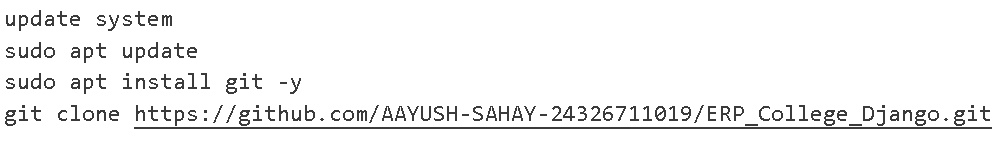 update system
sudo apt update
sudo apt install git -y
git clone https://github.com/AAYUSH-SAHAY-24326711019/ERP_College_Django.git